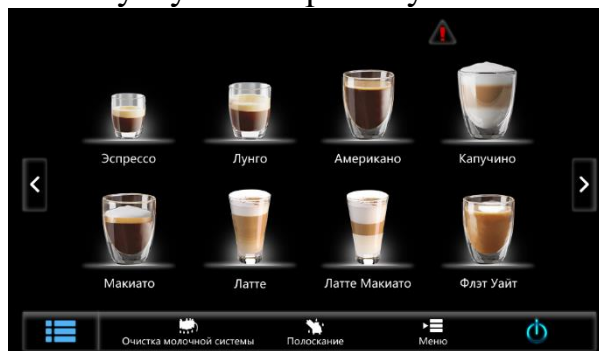 Эспрессо
Лунго
Американо
Капучино
Макиато
Латте
Латте Макиато
Флэт Уайт
Очистка молочной системы
Полоскание
Меню